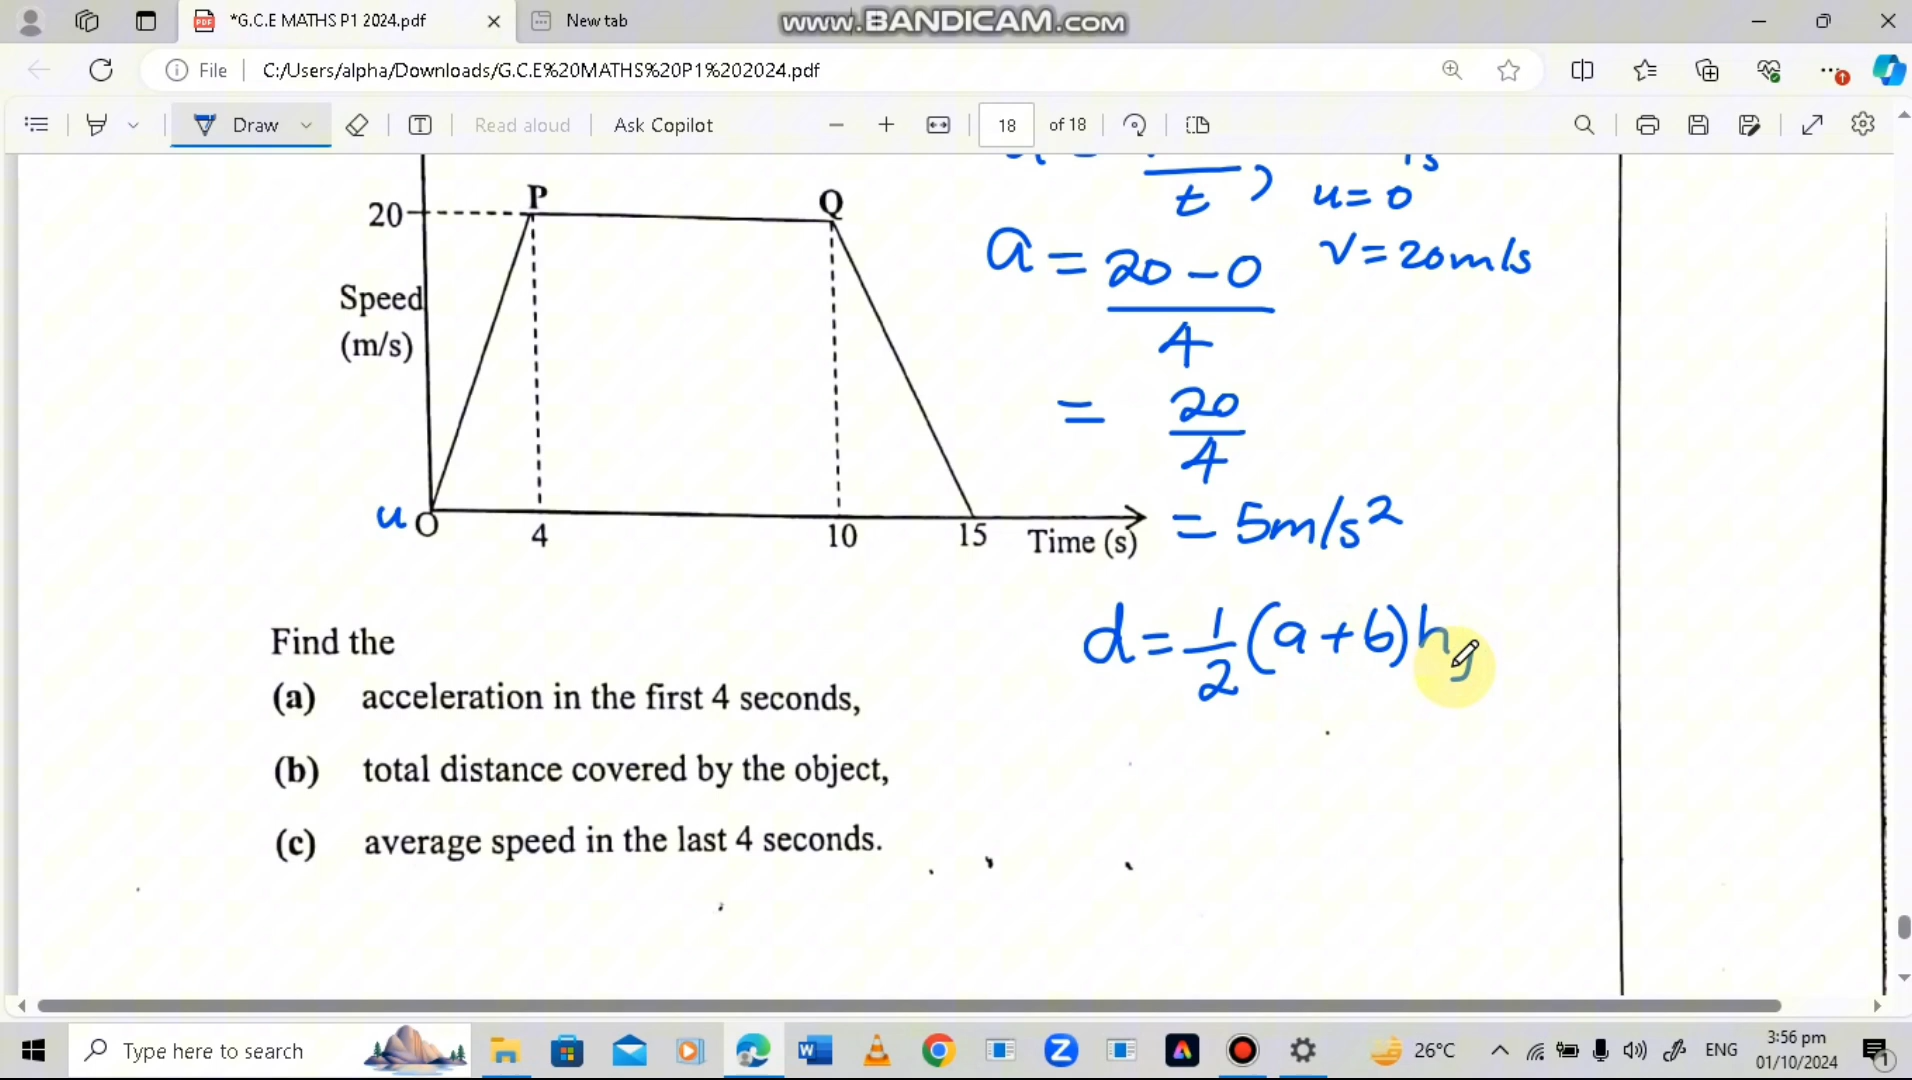 *G.C.E MATHS P1 2024.pdf
New tab
www.BANDICAM.com
File
C:/Users/alpha/Downloads/G.C.E%20MATHS%20P1%202024.pdf
Draw
Read aloud
Ask Copilot
18
of 18
t
u = 0
P
Q
20
a = 20 - 0
4
v = 20m/s
Speed
(m/s)
= 20
4
= 5m/s²
u
O
4
10
15
Time (s)
d = 1/2 (a + b)h,
Find the
(a) acceleration in the first 4 seconds,
(b) total distance covered by the object,
(c) average speed in the last 4 seconds.
Type here to search
26°C
ENG
3:56 pm
01/10/2024
1